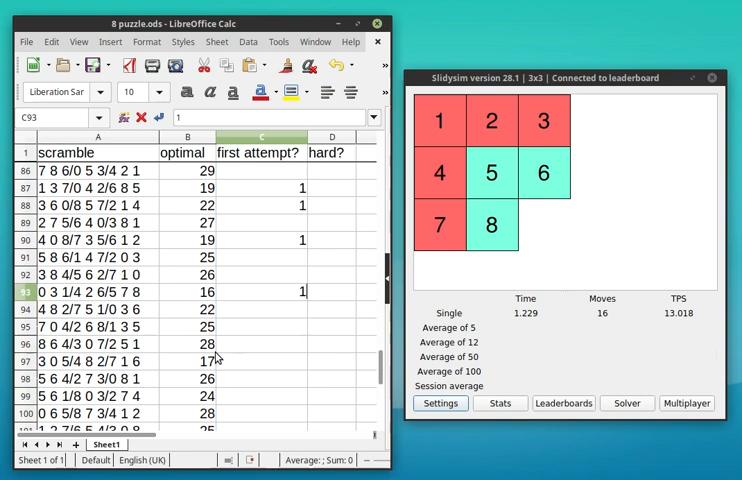 8 puzzle.ods - LibreOffice Calc
File Edit View Insert Format Styles Sheet Data Tools Window Help
Liberation Sar 10
C93 1
A B C D
1 scramble optimal first attempt? hard?
86 7 8 6/0 5 3/4 2 1 29
87 1 3 7/0 4 2/6 8 5 19 1
88 3 6 0/8 5 7/2 1 4 22 1
89 2 7 5/6 4 0/3 8 1 27
90 4 0 8/7 3 5/6 1 2 19 1
91 5 8 6/1 4 7/2 0 3 25
92 3 8 4/5 6 2/7 1 0 26
93 0 3 1/4 2 6/5 7 8 16 1
94 4 8 2/7 5 1/0 3 6 22
95 7 0 4/2 6 8/1 3 5 25
96 8 6 4/3 0 7/2 5 1 28
97 3 0 5/4 8 2/7 1 6 17
98 5 6 4/2 7 3/0 8 1 26
99 5 6 1/8 0 3/2 7 4 24
100 0 6 5/8 7 3/4 1 2 28
101 1 2 7/6 5 4/3 0 8 25
Sheet1
Sheet 1 of 1 Default English (UK) Average: ; Sum: 0
Slidysim version 28.1 | 3x3 | Connected to leaderboard
1 2 3
4 5 6
7 8
Time Moves TPS
Single 1.229 16 13.018
Average of 5
Average of 12
Average of 50
Average of 100
Session average
Settings Stats Leaderboards Solver Multiplayer